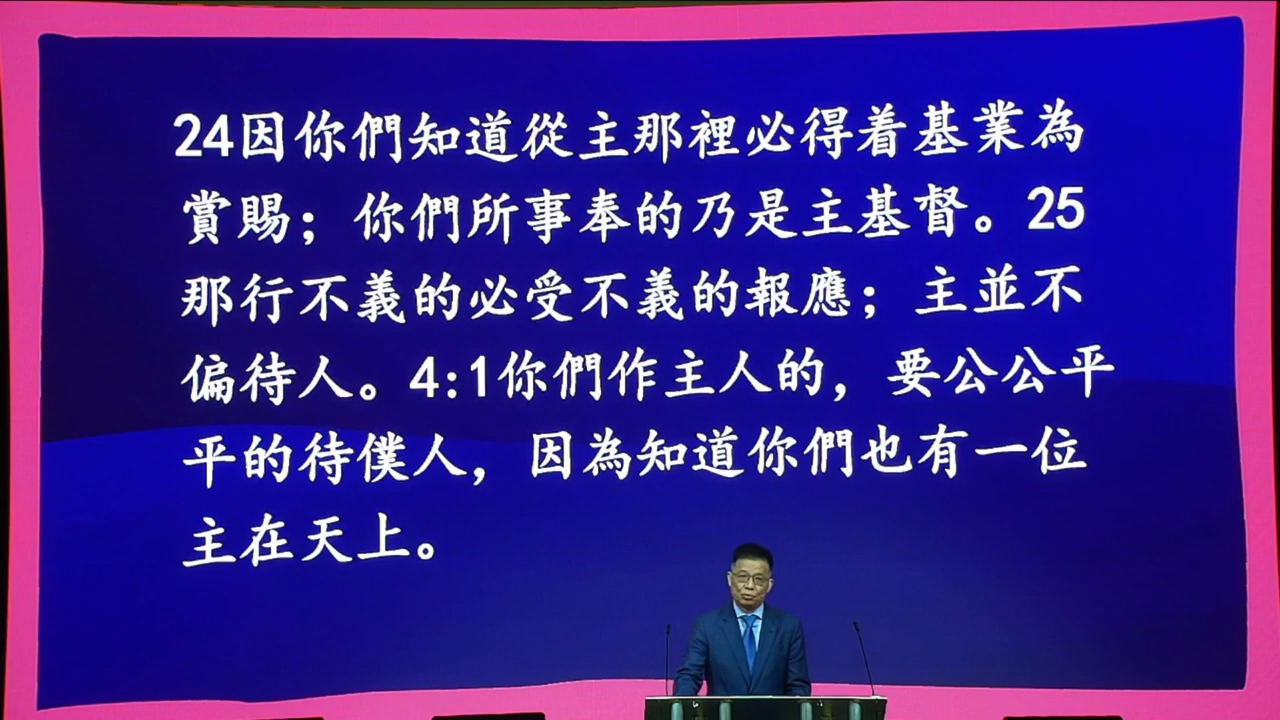 24因你們知道從主那裡必得着基業為
賞賜；你們所事奉的乃是主基督。25
那行不義的必受不義的報應；主並不
偏待人。4:1你們作主人的，要公公平
平的待僕人，因為知道你們也有一位
主在天上。